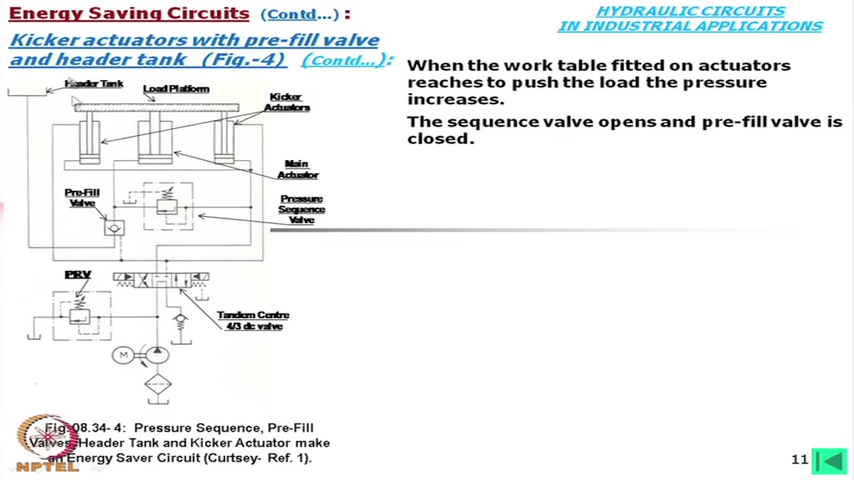 Energy Saving Circuits (Contd...) :
HYDRAULIC CIRCUITS
IN INDUSTRIAL APPLICATIONS
Kicker actuators with pre-fill valve
and header tank (Fig.-4) (Contd...):
When the work table fitted on actuators
reaches to push the load the pressure
increases.
The sequence valve opens and pre-fill valve is
closed.
Header Tank
Load Platform
Kicker
Actuators
Main
Actuator
Pre-Fill
Valve
Pressure
Sequence
Valve
PRV
Tandem Centre
4/3 dc valve
M
Fig. 08.34- 4: Pressure Sequence, Pre-Fill
Valves, Header Tank and Kicker Actuator make
an Energy Saver Circuit (Curtsey- Ref. 1).
NPTEL
11